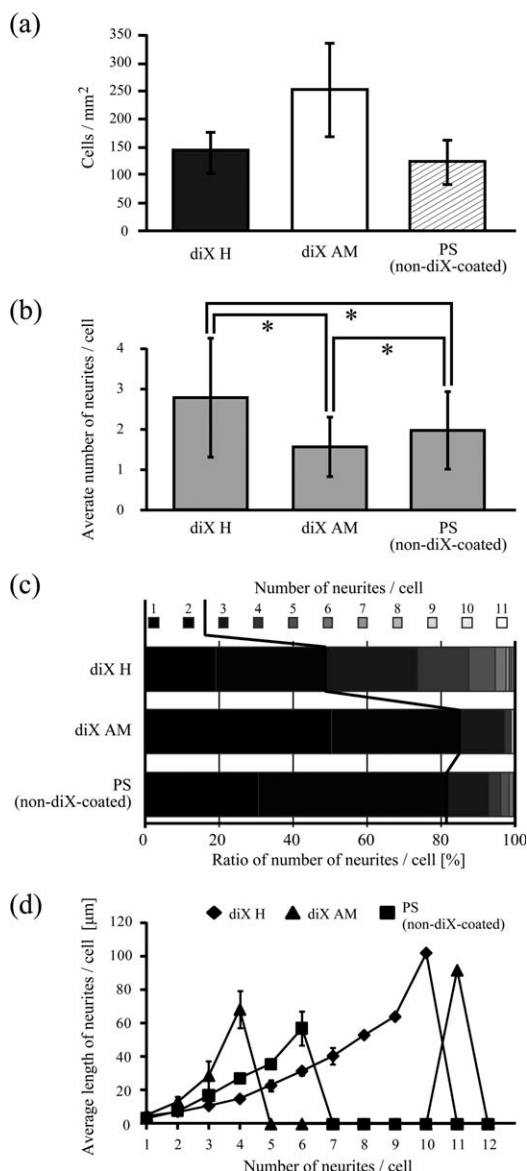 (a)
350
300
250
200
150
100
50
0
Cells / mm²
diX H
diX AM
PS
(non-diX-coated)
(b)
*
*
*
4
3
2
1
0
Averate number of neurites / cell
diX H
diX AM
PS
(non-diX-coated)
(c)
Number of neurites / cell
1 2 3 4 5 6 7 8 9 10 11
diX H
diX AM
PS
(non-diX-coated)
0 20 40 60 80 100
Ratio of number of neurites / cell [%]
(d)
diX H diX AM PS
(non-diX-coated)
120
100
80
60
40
20
0
Average length of neurites / cell [µm]
1 2 3 4 5 6 7 8 9 10 11 12
Number of neurites / cell